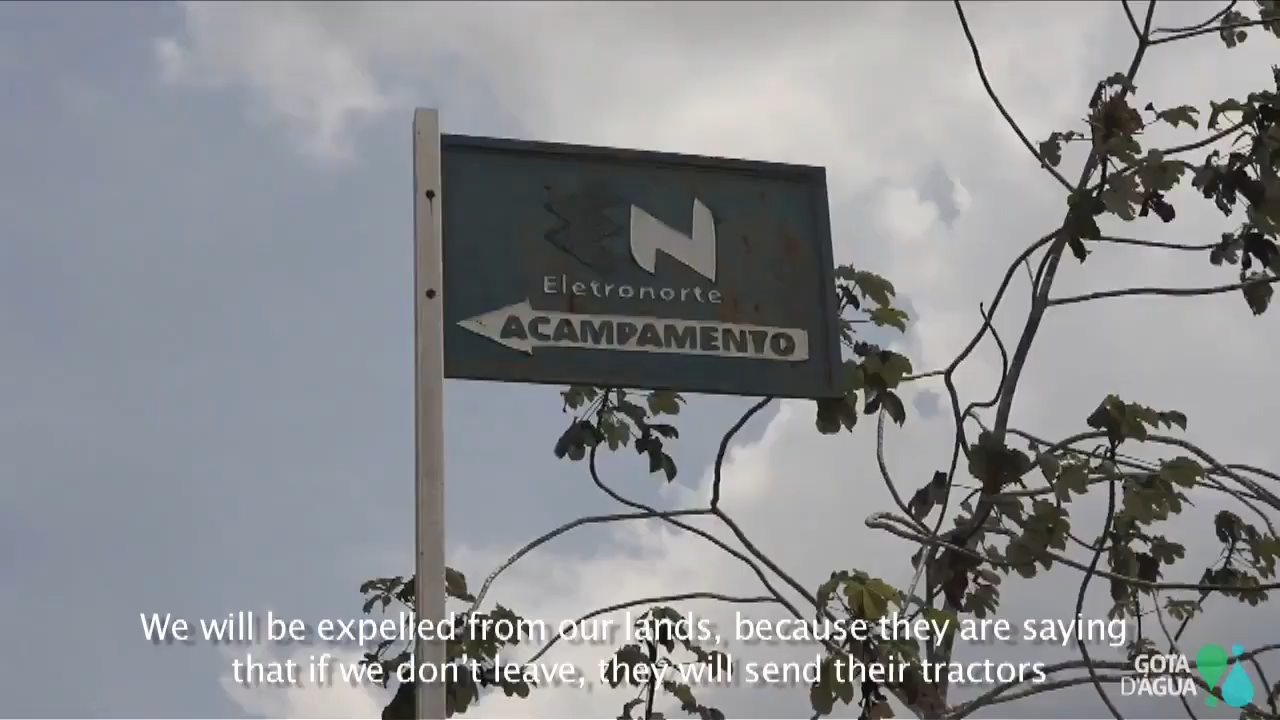 Eletronorte
ACAMPAMENTO
We will be expelled from our lands, because they are saying
that if we don't leave, they will send their tractors
GOTA
D'ÁGUA